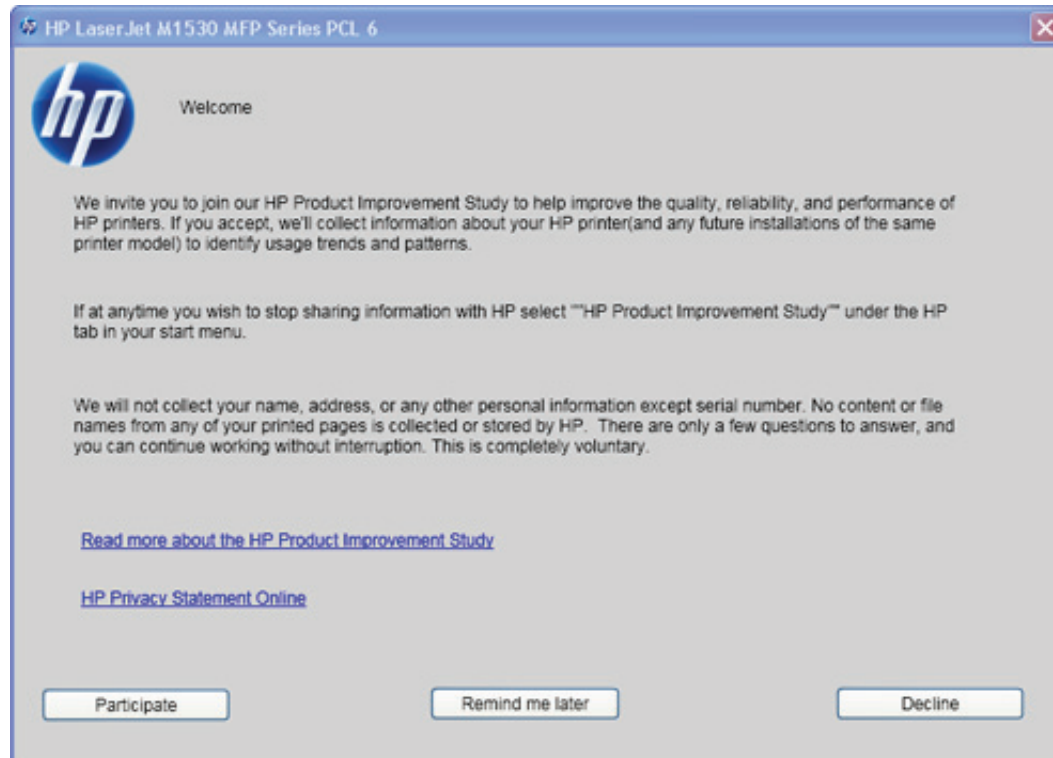 HP LaserJet M1530 MFP Series PCL 6
hp
Welcome
We invite you to join our HP Product Improvement Study to help improve the quality, reliability, and performance of
HP printers. If you accept, we'll collect information about your HP printer(and any future installations of the same
printer model) to identify usage trends and patterns.
If at anytime you wish to stop sharing information with HP select ""HP Product Improvement Study"" under the HP
tab in your start menu.
We will not collect your name, address, or any other personal information except serial number. No content or file
names from any of your printed pages is collected or stored by HP.  There are only a few questions to answer, and
you can continue working without interruption. This is completely voluntary.
Read more about the HP Product Improvement Study
HP Privacy Statement Online
Participate
Remind me later
Decline